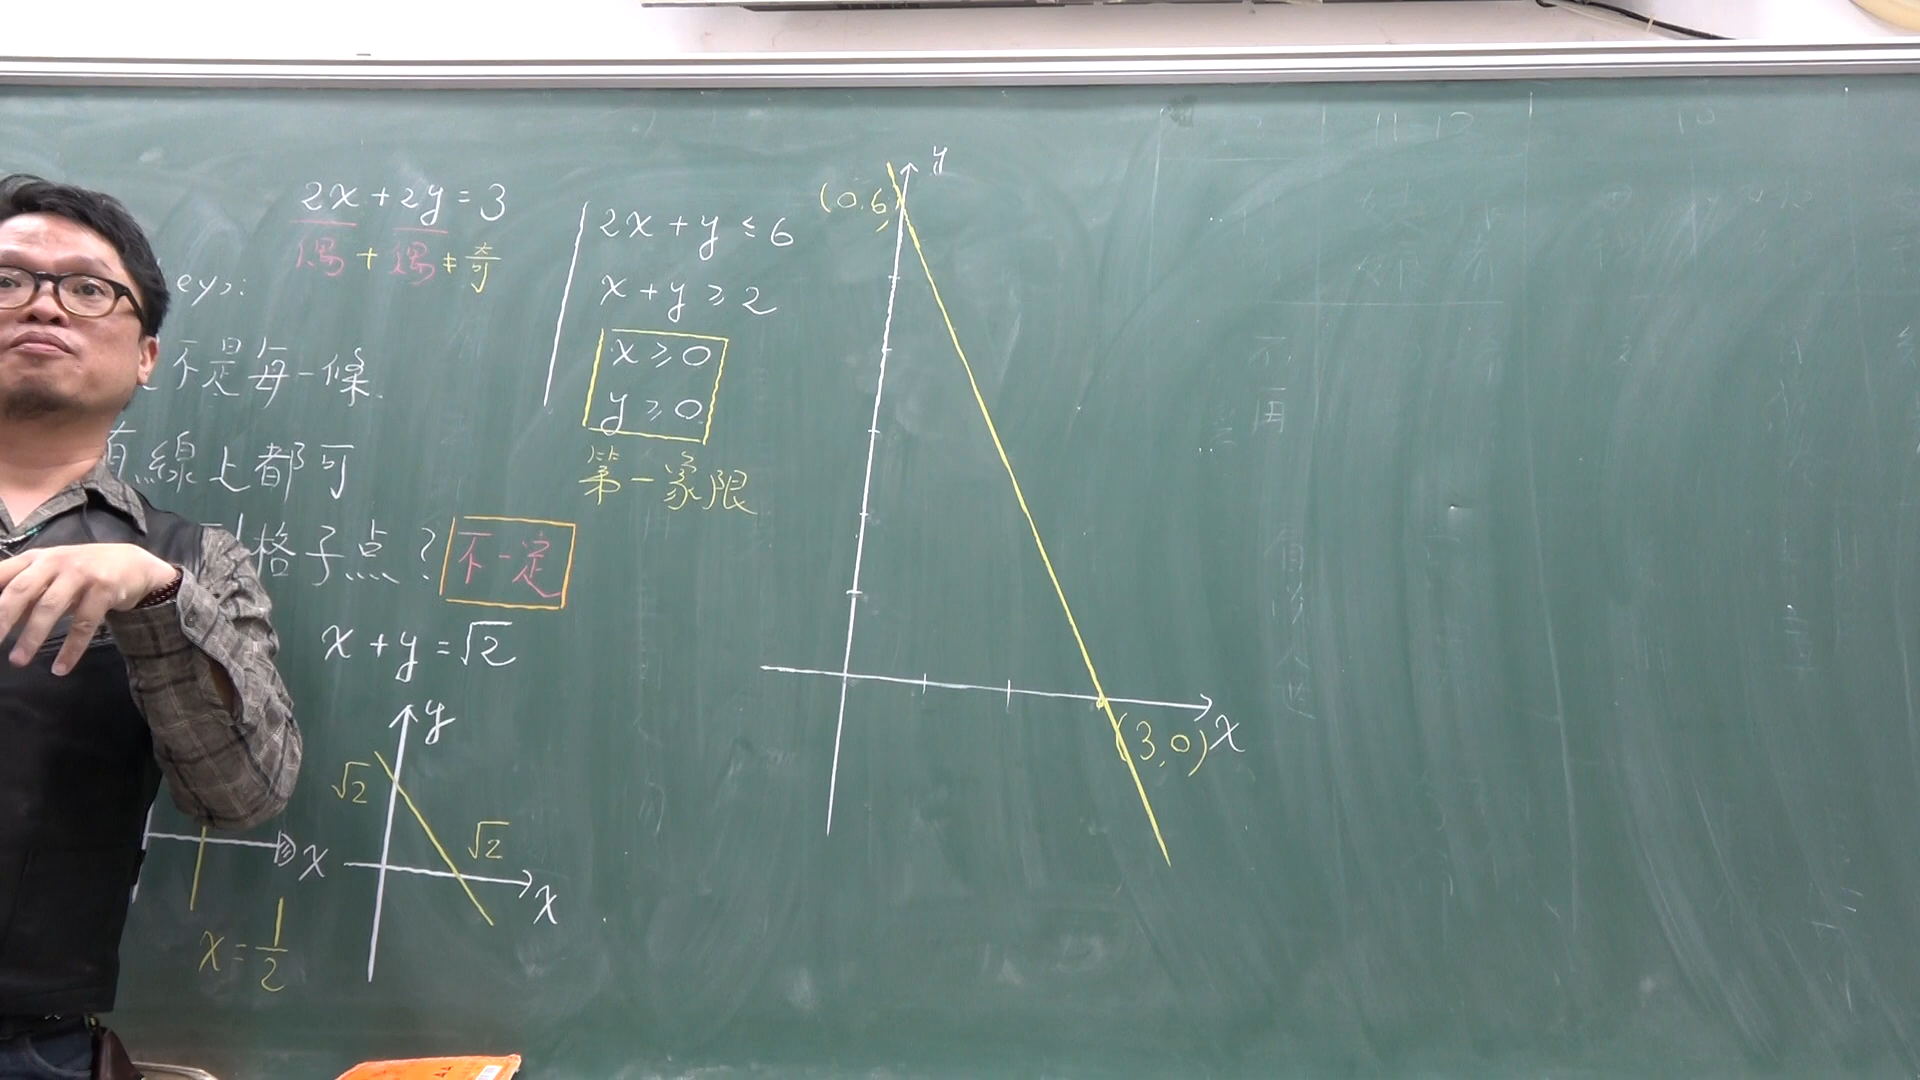 2x+2y=3
偶+偶≠奇
不是每一條
線上都可
格子点? 不一定
x+y=√2
y
√2
√2
x
x
x=1/2
2x+y≤6
x+y≥2
x≥0
y≥0
第一象限
y
(0,6)
(3,0)
x